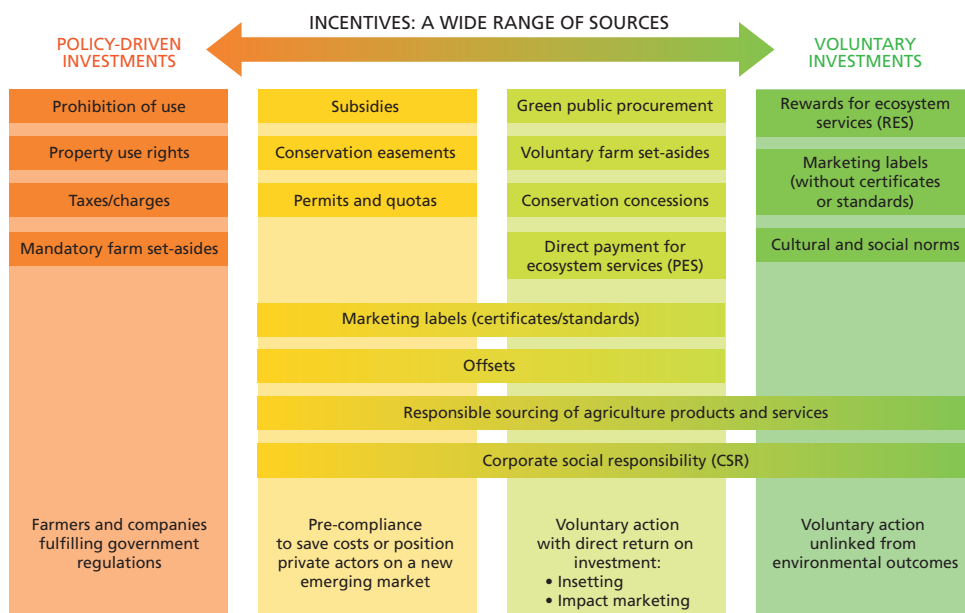 INCENTIVES: A WIDE RANGE OF SOURCES
POLICY-DRIVEN
INVESTMENTS
VOLUNTARY
INVESTMENTS
Prohibition of use
Property use rights
Taxes/charges
Mandatory farm set-asides
Subsidies
Conservation easements
Permits and quotas
Green public procurement
Voluntary farm set-asides
Conservation concessions
Direct payment for
ecosystem services (PES)
Rewards for ecosystem
services (RES)
Marketing labels
(without certificates
or standards)
Cultural and social norms
Marketing labels (certificates/standards)
Offsets
Responsible sourcing of agriculture products and services
Corporate social responsibility (CSR)
Farmers and companies
fulfilling government
regulations
Pre-compliance
to save costs or position
private actors on a new
emerging market
Voluntary action
with direct return on
investment:
• Insetting
• Impact marketing
Voluntary action
unlinked from
environmental outcomes